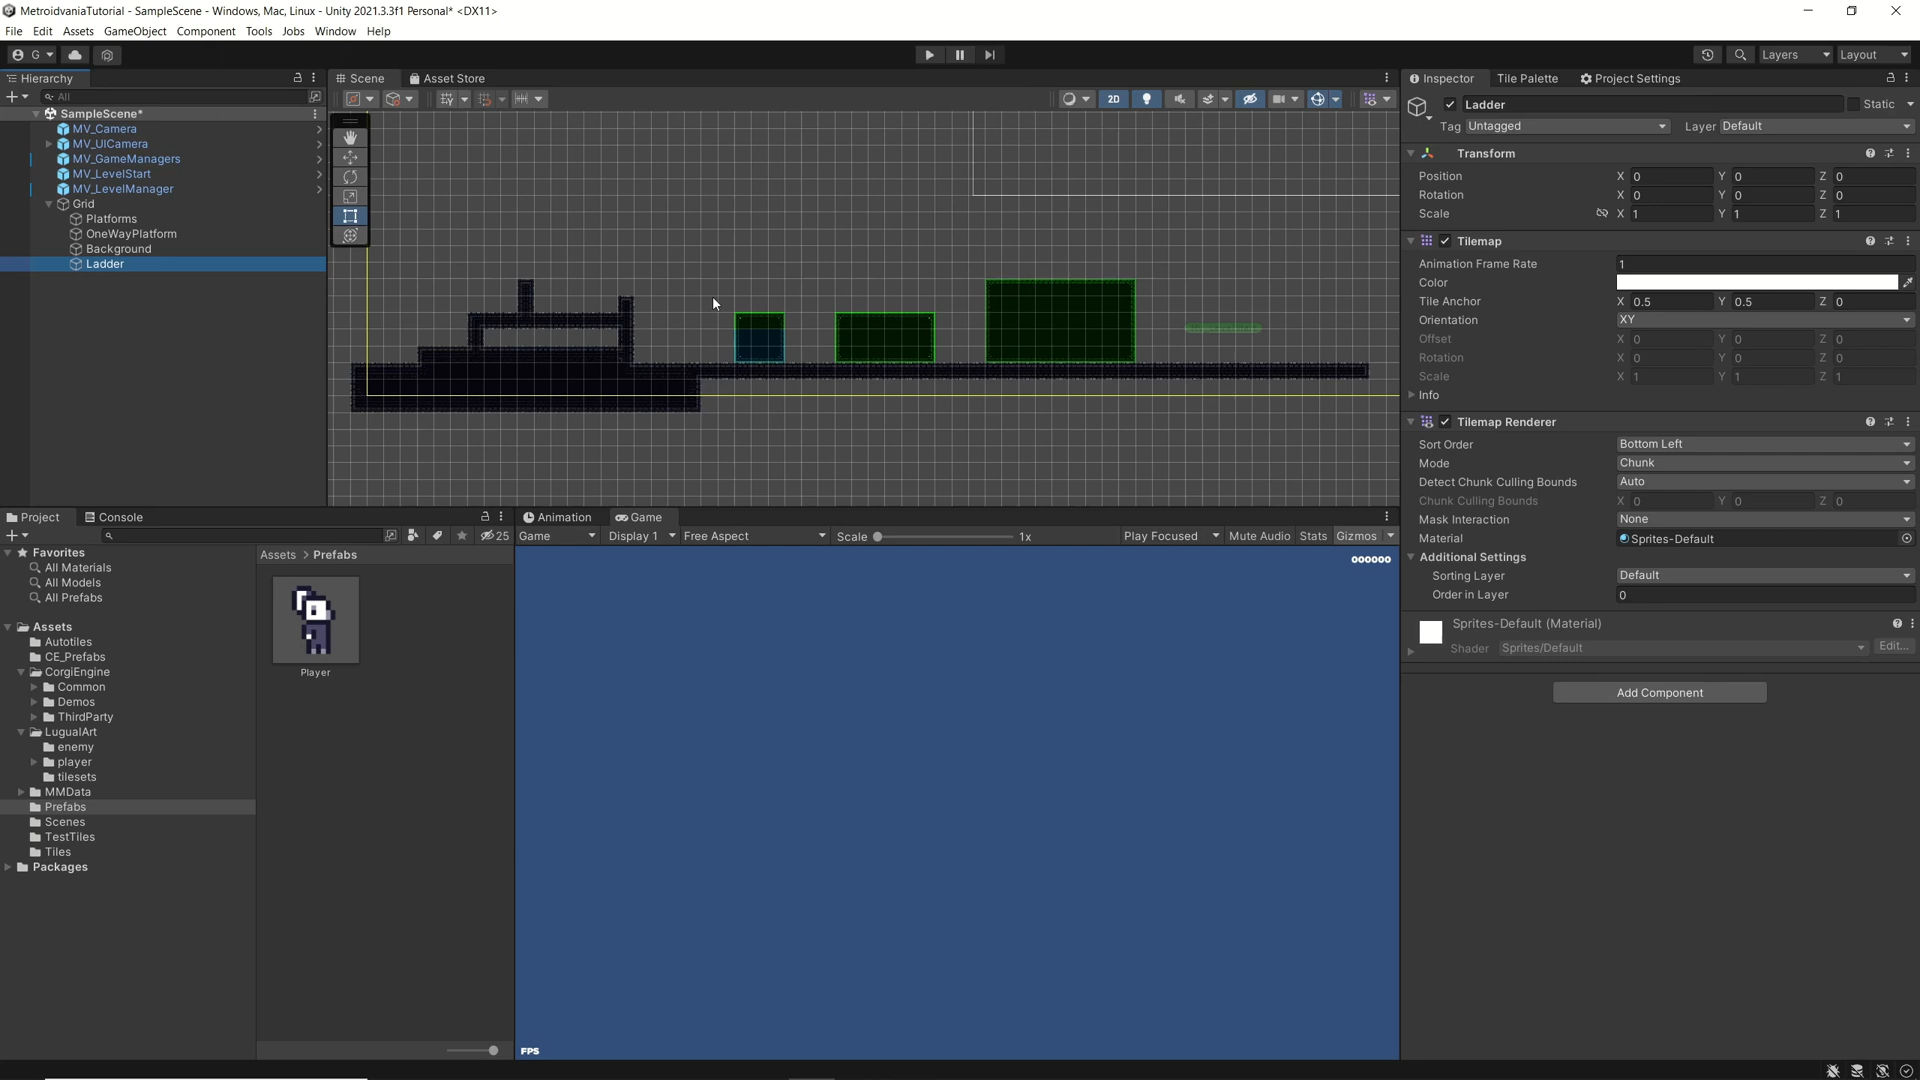 MetroidvaniaTutorial - SampleScene - Windows, Mac, Linux - Unity 2021.3.3f1 Personal* <DX11>
File Edit Assets GameObject Component Tools Jobs Window Help
G
Layers
Layout
Hierarchy
All
SampleScene*
MV_Camera
MV_UICamera
MV_GameManagers
MV_LevelStart
MV_LevelManager
Grid
Platforms
OneWayPlatform
Background
Ladder
Scene
Asset Store
2D
Inspector
Tile Palette
Project Settings
Ladder
Static
Tag Untagged
Layer Default
Transform
Position X 0 Y 0 Z 0
Rotation X 0 Y 0 Z 0
Scale X 1 Y 1 Z 1
Tilemap
Animation Frame Rate 1
Color
Tile Anchor X 0.5 Y 0.5 Z 0
Orientation XY
Offset X 0 Y 0 Z 0
Rotation X 0 Y 0 Z 0
Scale X 1 Y 1 Z 1
Info
Tilemap Renderer
Sort Order Bottom Left
Mode Chunk
Detect Chunk Culling Bounds Auto
Chunk Culling Bounds X 0 Y 0 Z 0
Mask Interaction None
Material Sprites-Default
Additional Settings
Sorting Layer Default
Order in Layer 0
Sprites-Default (Material)
Shader Sprites/Default Edit...
Add Component
Project
Console
25
Favorites
All Materials
All Models
All Prefabs
Assets
Autotiles
CE_Prefabs
CorgiEngine
Common
Demos
ThirdParty
LugualArt
enemy
player
tilesets
MMData
Prefabs
Scenes
TestTiles
Tiles
Packages
Assets > Prefabs
Player
Animation
Game
Game Display 1 Free Aspect Scale 1x Play Focused Mute Audio Stats Gizmos
000000
FPS